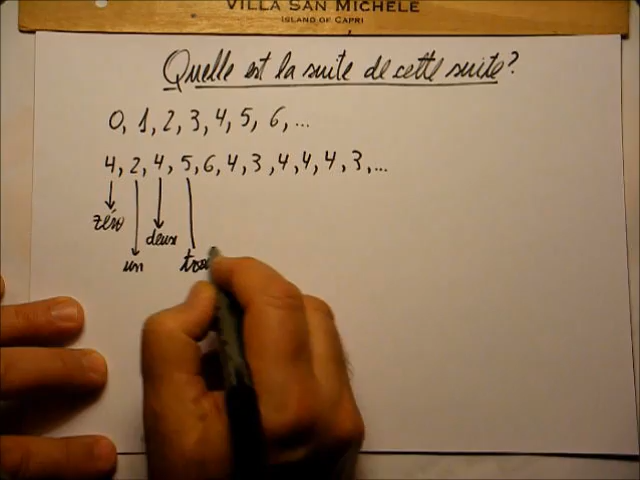 VILLA SAN MICHELE
ISLAND OF CAPRI
Quelle est la suite de cette suite?
0, 1, 2, 3, 4, 5, 6, ...
4, 2, 4, 5, 6, 4, 3, 4, 4, 4, 3, ...
zéro
deux
un